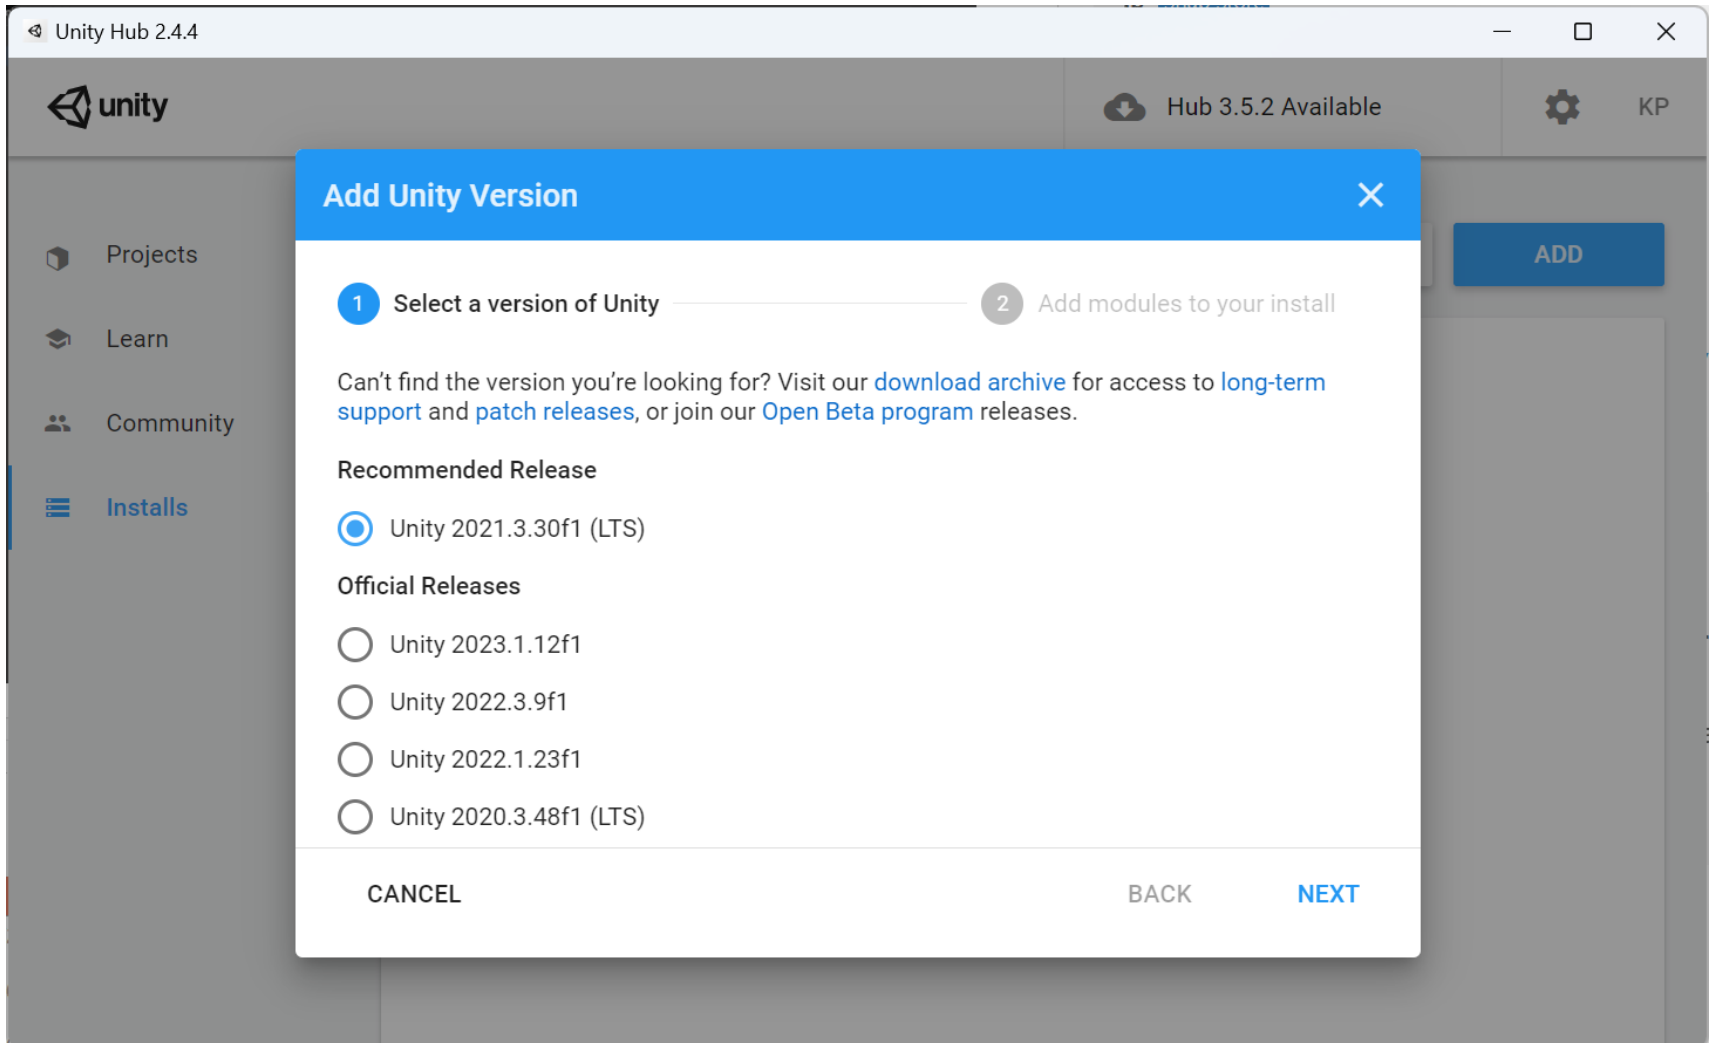 Unity Hub 2.4.4
unity
Hub 3.5.2 Available
KP
Add Unity Version
ADD
Projects
Learn
Community
Installs
1 Select a version of Unity
2 Add modules to your install
Can’t find the version you’re looking for? Visit our download archive for access to long-term
support and patch releases, or join our Open Beta program releases.
Recommended Release
Unity 2021.3.30f1 (LTS)
Official Releases
Unity 2023.1.12f1
Unity 2022.3.9f1
Unity 2022.1.23f1
Unity 2020.3.48f1 (LTS)
CANCEL
BACK
NEXT